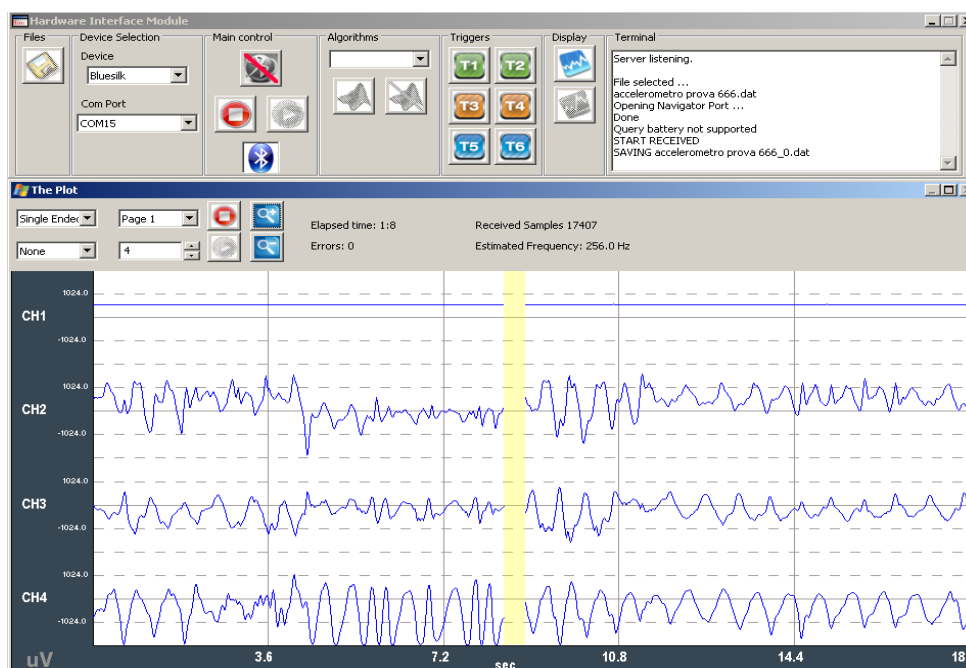 Hardware Interface Module
Files
Device Selection
Main control
Algorithms
Triggers
Display
Terminal
Device
Bluesilk
Com Port
COM15
T1
T2
T3
T4
T5
T6
Server listening.
File selected ...
accelerometro prova 666.dat
Opening Navigator Port ...
Done
Query battery not supported
START RECEIVED
SAVING accelerometro prova 666_0.dat
The Plot
Single Ended
Page 1
Elapsed time: 1:8
Received Samples 17407
None
4
Errors: 0
Estimated Frequency: 256.0 Hz
1024.0
CH1
-1024.0
1024.0
CH2
-1024.0
1024.0
CH3
-1024.0
1024.0
CH4
-1024.0
uV
3.6
7.2
sec
10.8
14.4
18